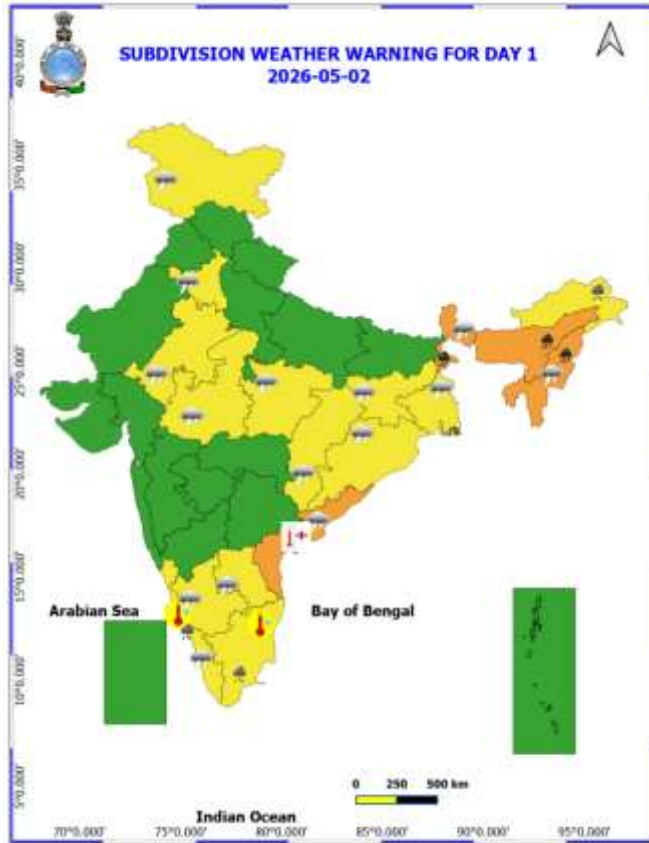 SUBDIVISION WEATHER WARNING FOR DAY 1
2026-05-02
40°0.000'
35°0.000'
30°0.000'
25°0.000'
20°0.000'
15°0.000'
10°0.000'
5°0.000'
Arabian Sea
Bay of Bengal
0 250 500 km
Indian Ocean
70°0.000' 75°0.000' 80°0.000' 85°0.000' 90°0.000' 95°0.000'